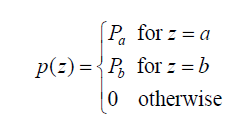 P_a for z = a
p(z) = { P_b for z = b
0 otherwise